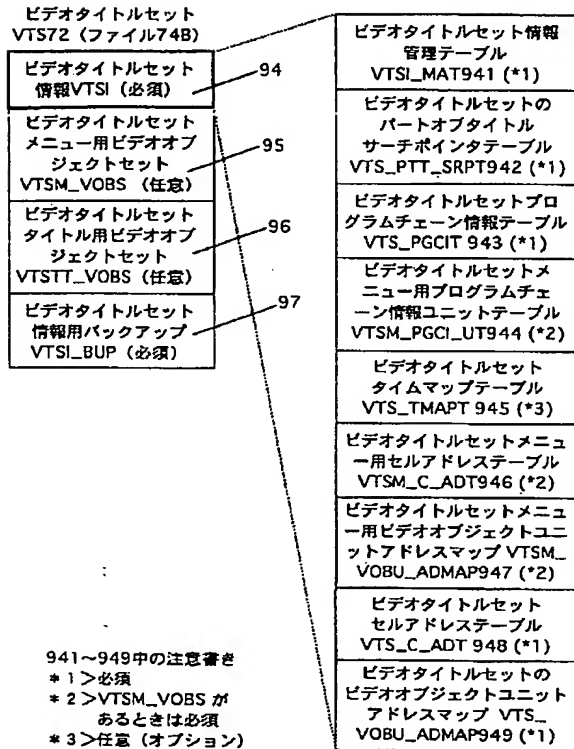 ビデオタイトルセット
VTS72（ファイル74B）
ビデオタイトルセット
情報VTSI（必須）
94
ビデオタイトルセット
メニュー用ビデオオブ
ジェクトセット
VTSM_VOBS （任意）
95
ビデオタイトルセット
タイトル用ビデオオブ
ジェクトセット
VTSTT_VOBS（任意）
96
ビデオタイトルセット
情報用バックアップ
VTSI_BUP（必須）
97
941〜949中の注意書き
＊1＞必須
＊2＞VTSM_VOBS が
あるときは必須
＊3＞任意（オプション）
ビデオタイトルセット情報
管理テーブル
VTSI_MAT941 (*1)
ビデオタイトルセットの
パートオブタイトル
サーチポインタテーブル
VTS_PTT_SRPT942 (*1)
ビデオタイトルセットプロ
グラムチェーン情報テーブル
VTS_PGCIT 943 (*1)
ビデオタイトルセットメ
ニュー用プログラムチェ
ーン情報ユニットテーブル
VTSM_PGCI_UT944 (*2)
ビデオタイトルセット
タイムマップテーブル
VTS_TMAPT 945 (*3)
ビデオタイトルセットメニュ
ー用セルアドレステーブル
VTSM_C_ADT946 (*2)
ビデオタイトルセットメニュ
ー用ビデオオブジェクトユニ
ットアドレスマップ VTSM_
VOBU_ADMAP947 (*2)
ビデオタイトルセット
セルアドレステーブル
VTS_C_ADT 948 (*1)
ビデオタイトルセットの
ビデオオブジェクトユニット
アドレスマップ VTS_
VOBU_ADMAP949 (*1)